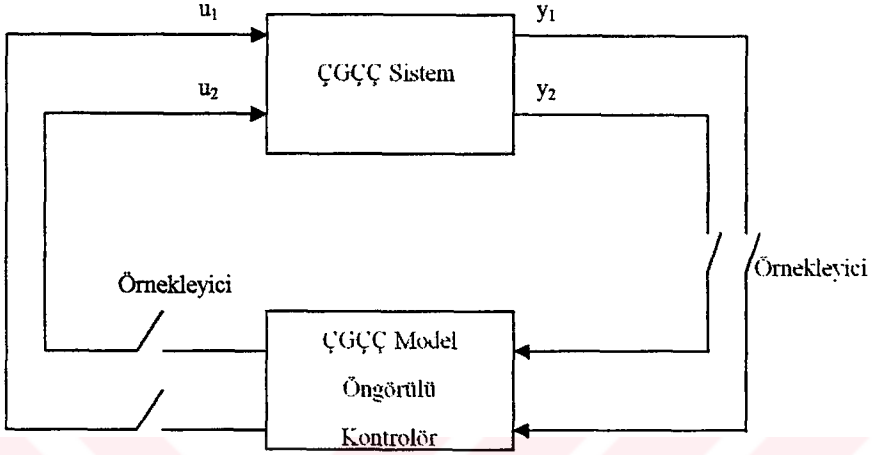 u₁
y₁
ÇGÇÇ Sistem
u₂
y₂
Örnekleyici
Örnekleyici
ÇGÇÇ Model
Öngörülü
Kontrolör